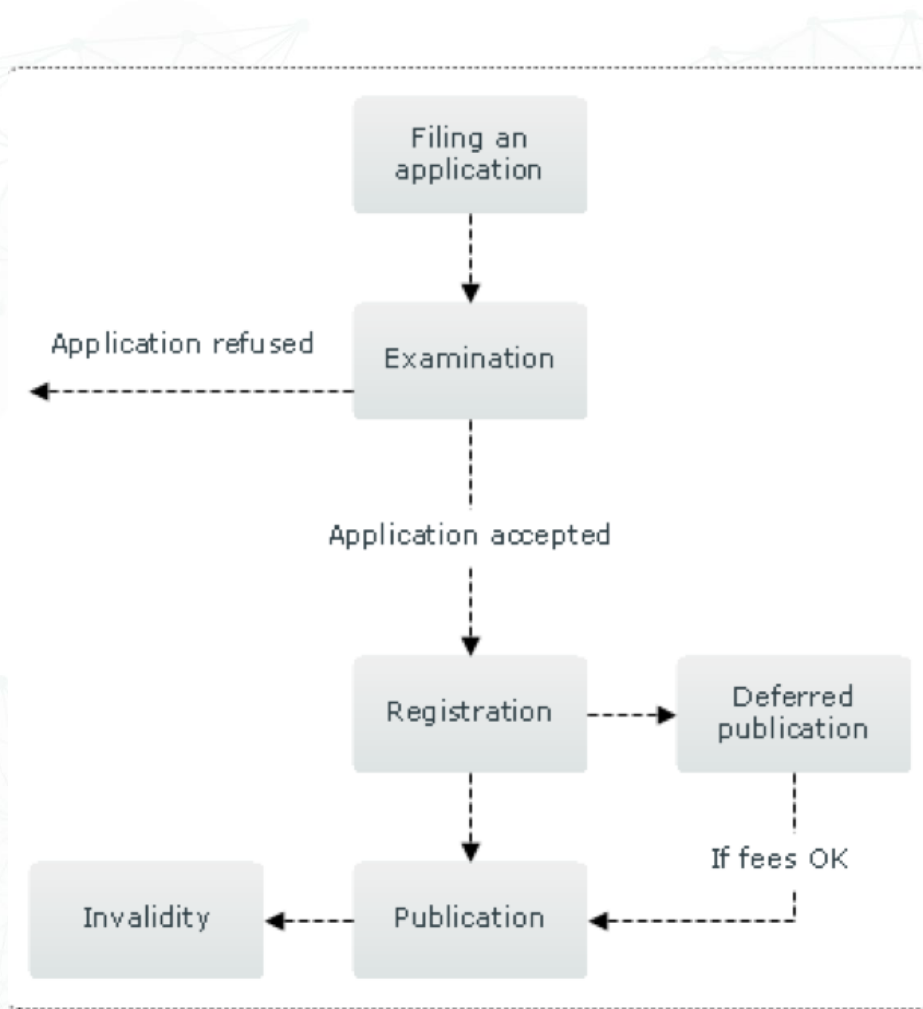 Filing an
application
Application refused
Examination
Application accepted
Registration
Deferred
publication
If fees OK
Invalidity
Publication